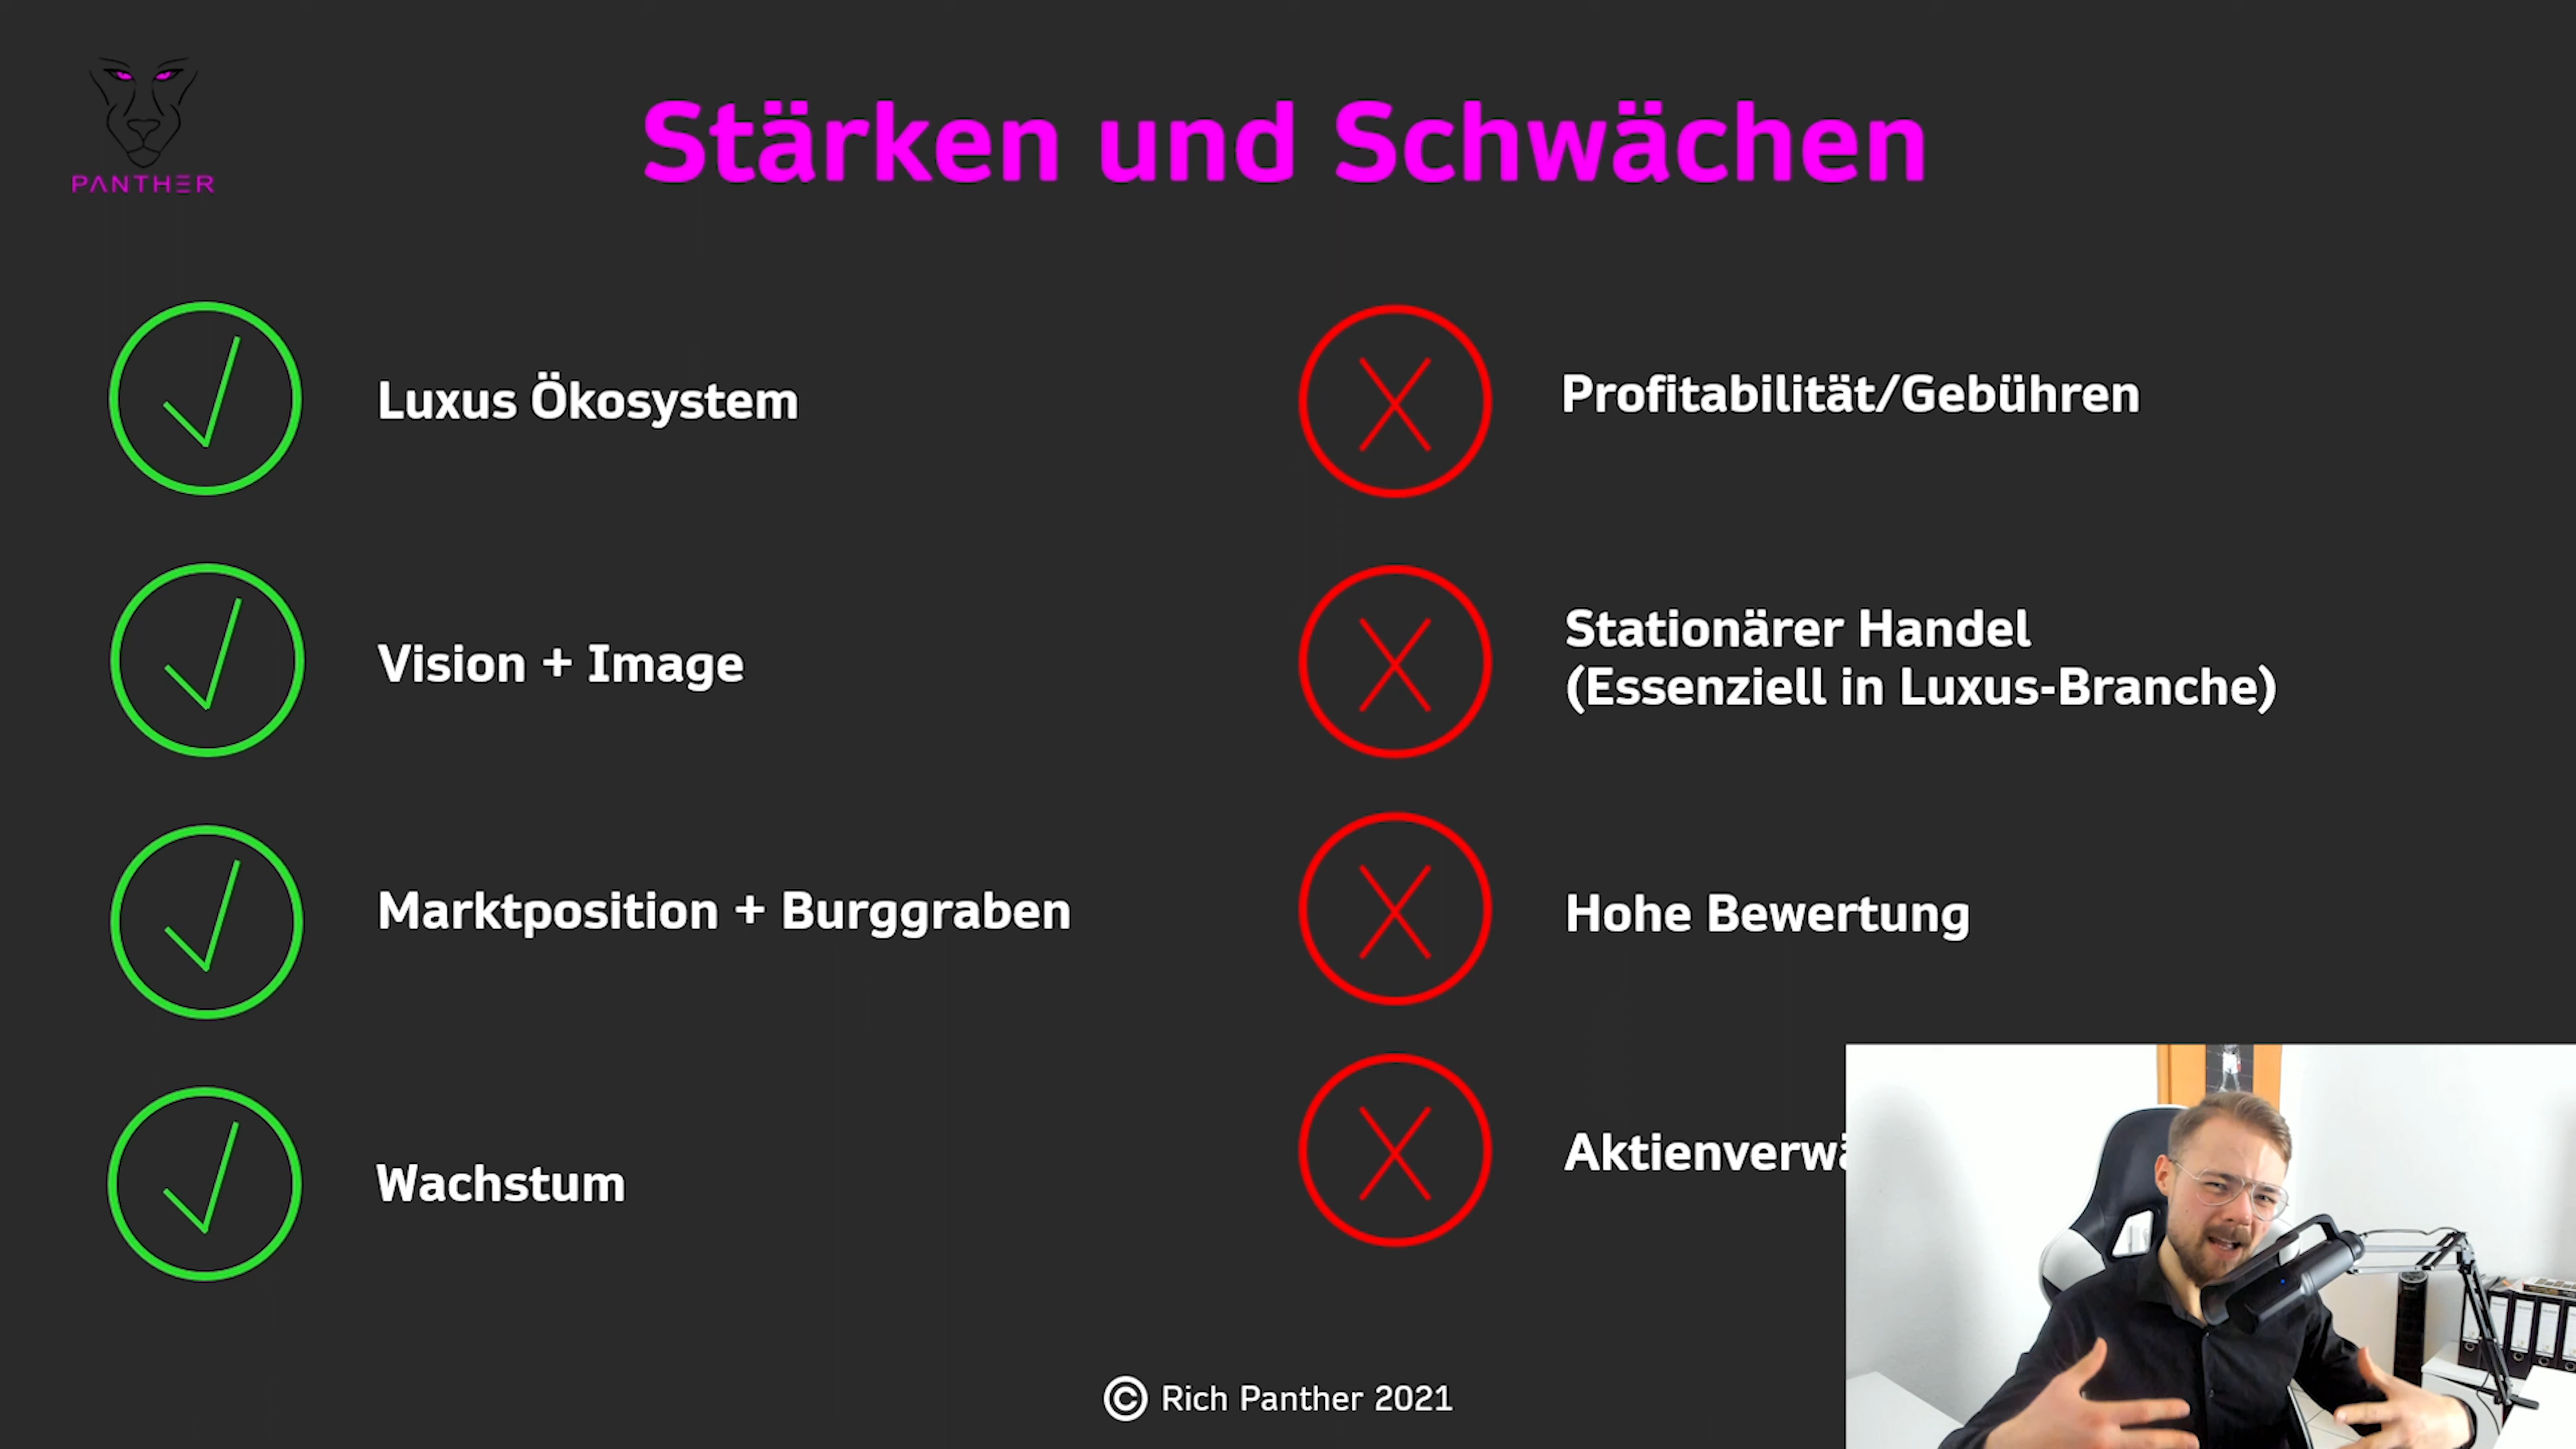 PANTHER
Stärken und Schwächen
Luxus Ökosystem
Vision + Image
Marktposition + Burggraben
Wachstum
Profitabilität/Gebühren
Stationärer Handel
(Essenziell in Luxus-Branche)
Hohe Bewertung
© Rich Panther 2021